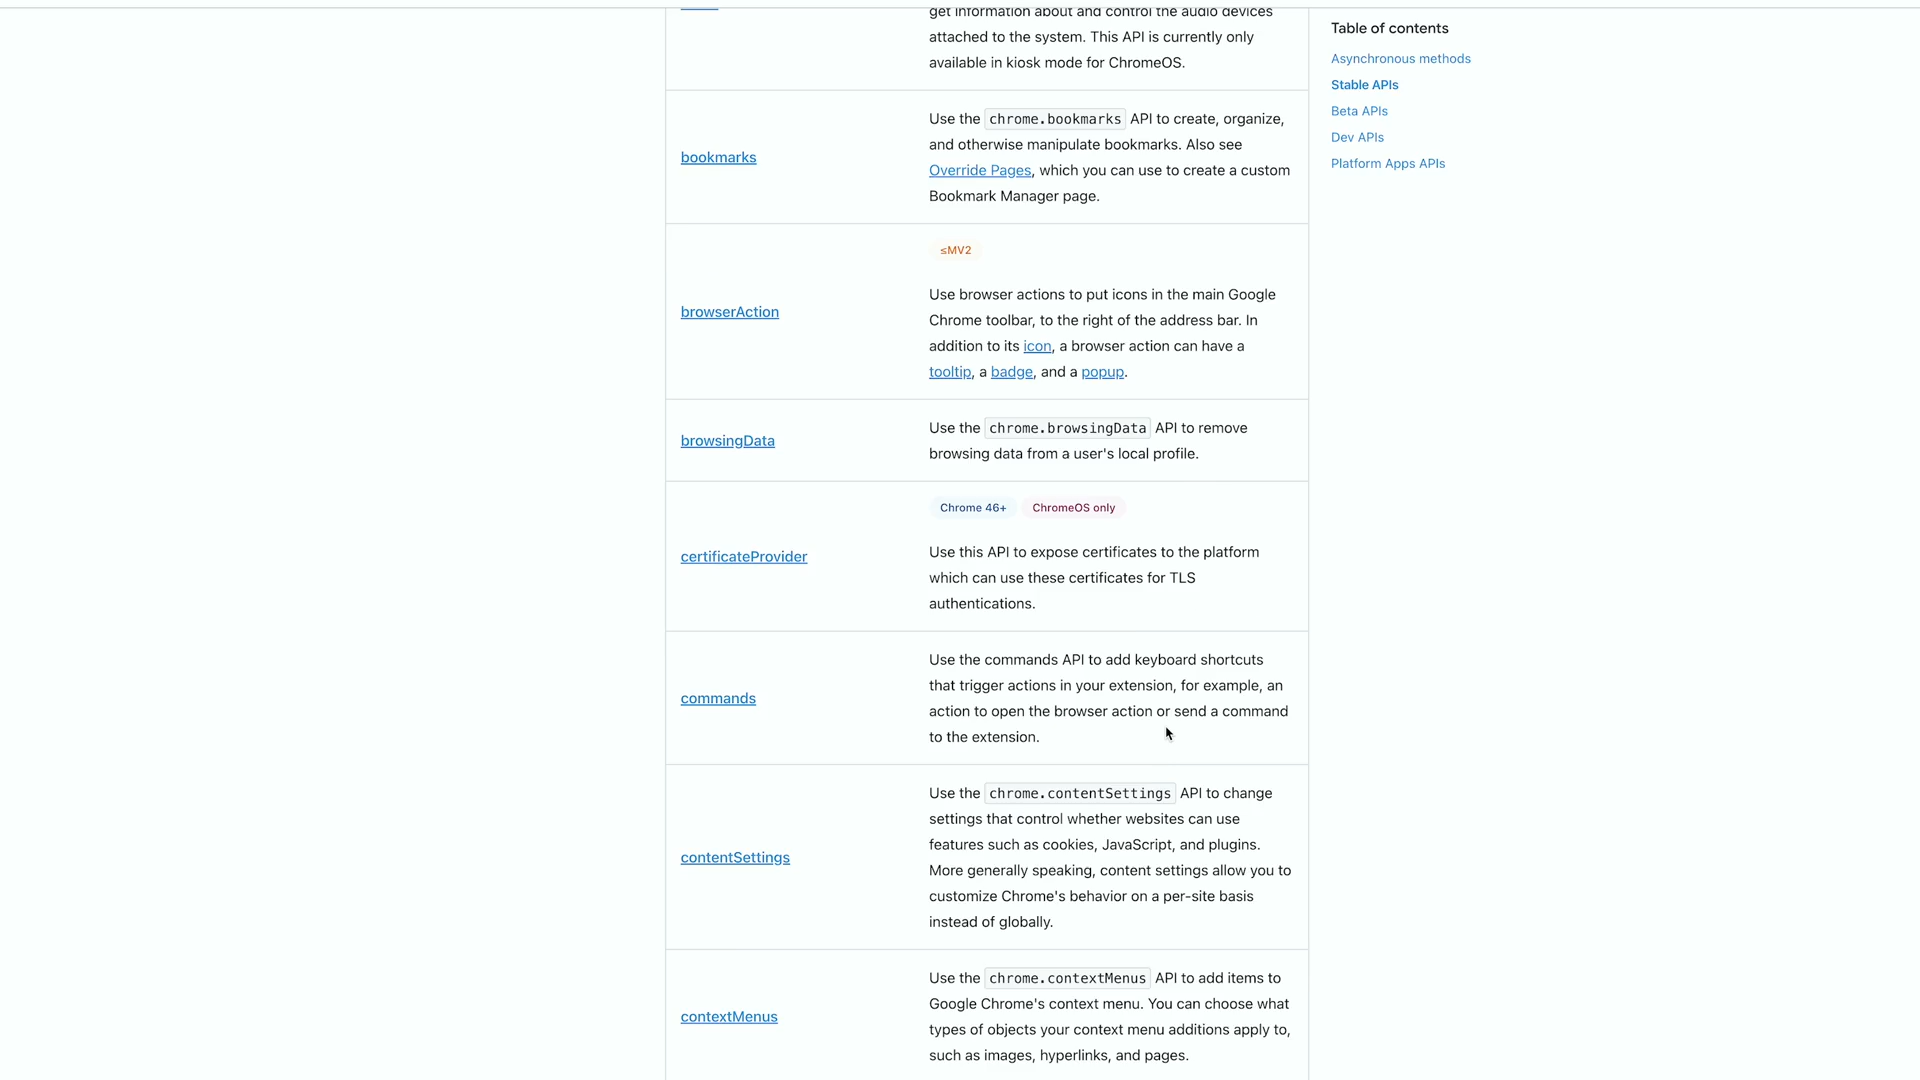 get information about and control the audio devices
attached to the system. This API is currently only
available in kiosk mode for ChromeOS.
bookmarks
Use the chrome.bookmarks API to create, organize,
and otherwise manipulate bookmarks. Also see
Override Pages, which you can use to create a custom
Bookmark Manager page.
browserAction
≤MV2
Use browser actions to put icons in the main Google
Chrome toolbar, to the right of the address bar. In
addition to its icon, a browser action can have a
tooltip, a badge, and a popup.
browsingData
Use the chrome.browsingData API to remove
browsing data from a user's local profile.
certificateProvider
Chrome 46+ ChromeOS only
Use this API to expose certificates to the platform
which can use these certificates for TLS
authentications.
commands
Use the commands API to add keyboard shortcuts
that trigger actions in your extension, for example, an
action to open the browser action or send a command
to the extension.
contentSettings
Use the chrome.contentSettings API to change
settings that control whether websites can use
features such as cookies, JavaScript, and plugins.
More generally speaking, content settings allow you to
customize Chrome's behavior on a per-site basis
instead of globally.
contextMenus
Use the chrome.contextMenus API to add items to
Google Chrome's context menu. You can choose what
types of objects your context menu additions apply to,
such as images, hyperlinks, and pages.
Table of contents
Asynchronous methods
Stable APIs
Beta APIs
Dev APIs
Platform Apps APIs